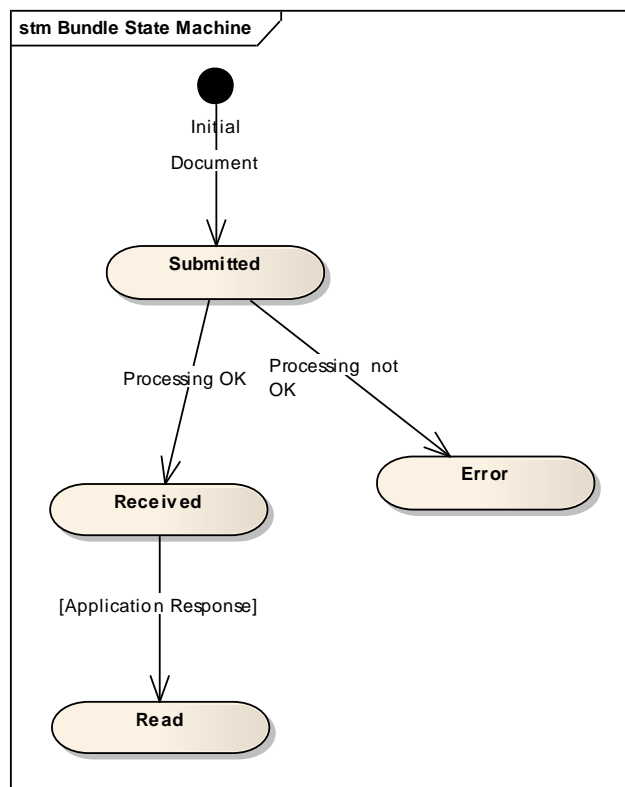 stm Bundle State Machine
Initial
Document
Submitted
Processing OK
Processing not
OK
Error
Received
[Application Response]
Read